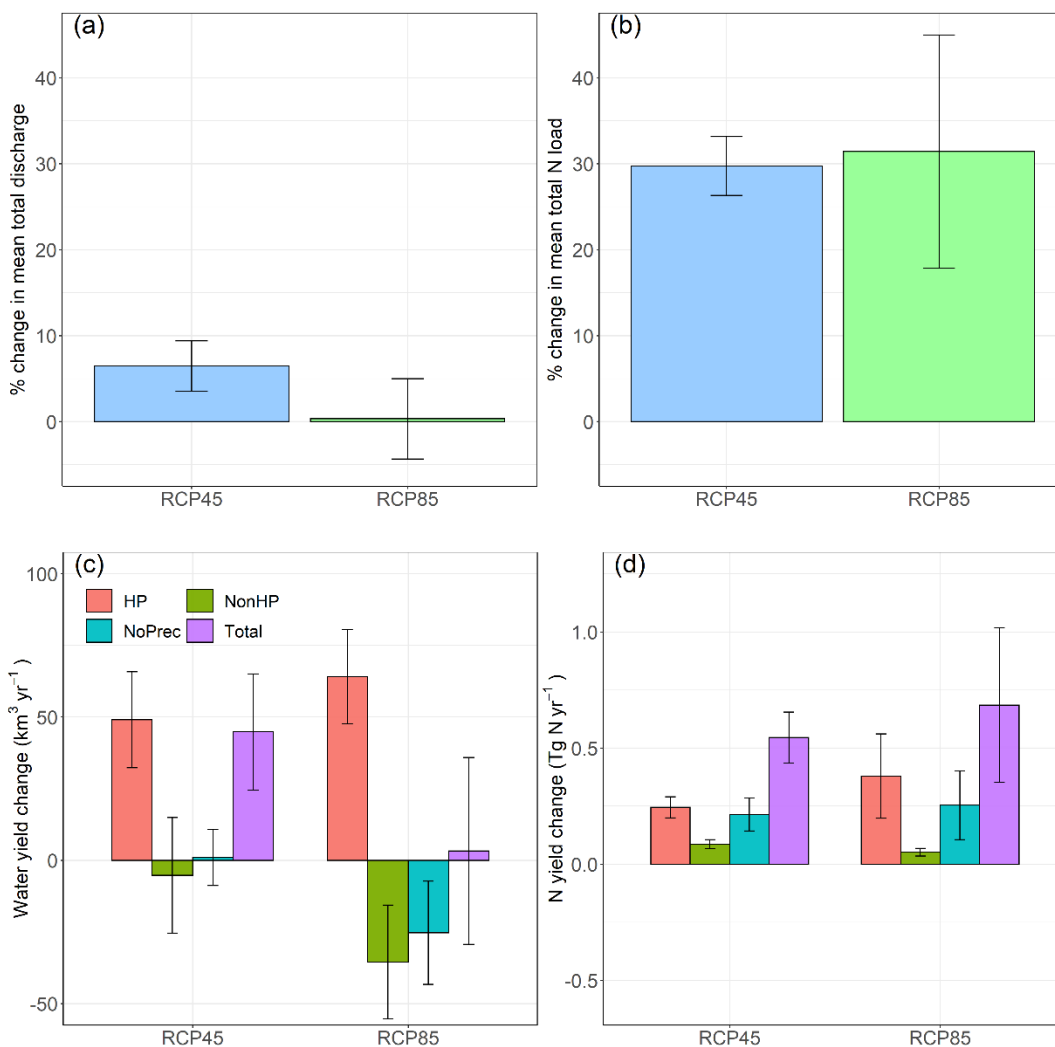 (a)
% change in mean total discharge
40
30
20
10
0
RCP45 RCP85
(b)
% change in mean total N load
40
30
20
10
0
RCP45 RCP85
(c)
HP NonHP
NoPrec Total
Water yield change (km³ yr⁻¹)
100
50
0
-50
RCP45 RCP85
(d)
N yield change (Tg N yr⁻¹)
1.0
0.5
0.0
-0.5
RCP45 RCP85